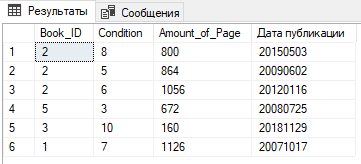 Результаты Сообщения
Book_ID Condition Amount_of_Page Дата публикации
1 2 8 800 20150503
2 2 5 864 20090602
3 2 6 1056 20120116
4 5 3 672 20080725
5 3 10 160 20181129
6 1 7 1126 20071017